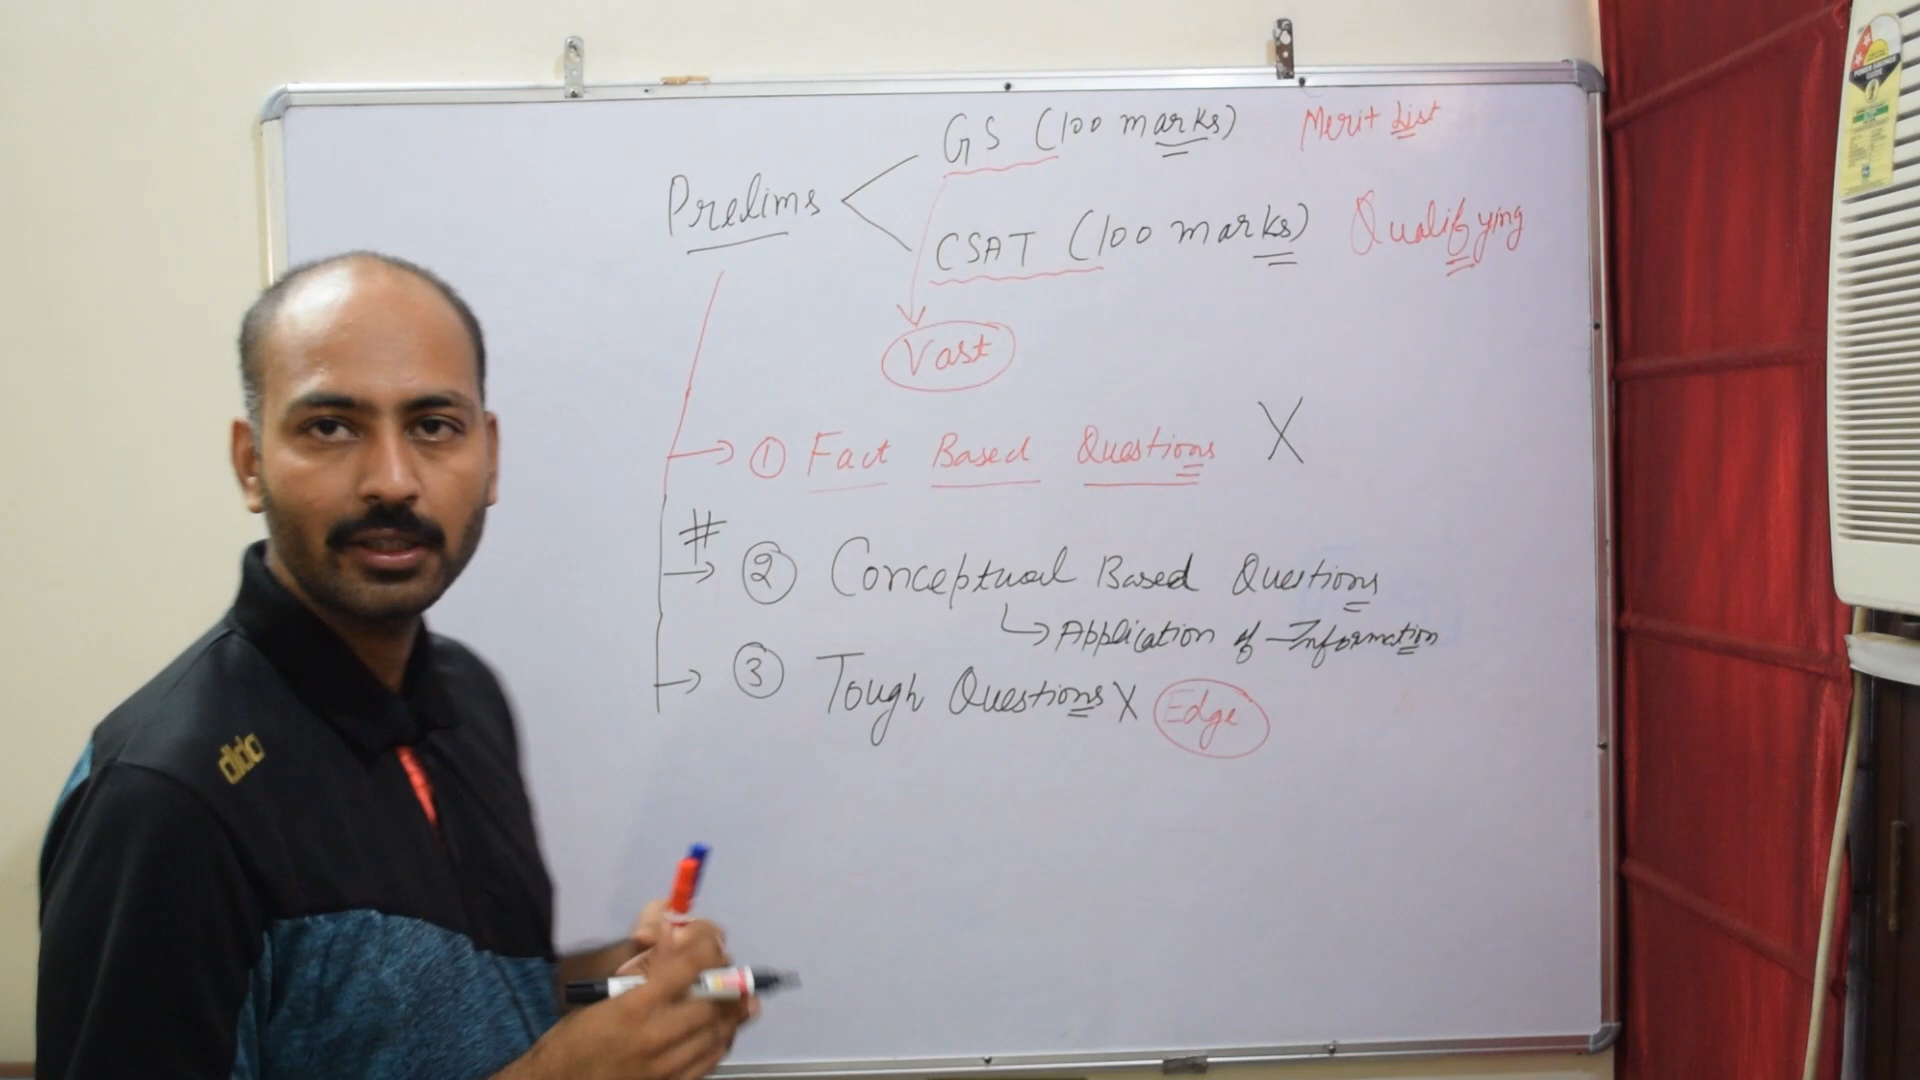 GS (100 marks) Merit List
Prelims
CSAT (100 marks) Qualifying
Vast
① Fact Based Questions X
#
② Conceptual Based Questions
Application of Information
③ Tough Questions X Edge